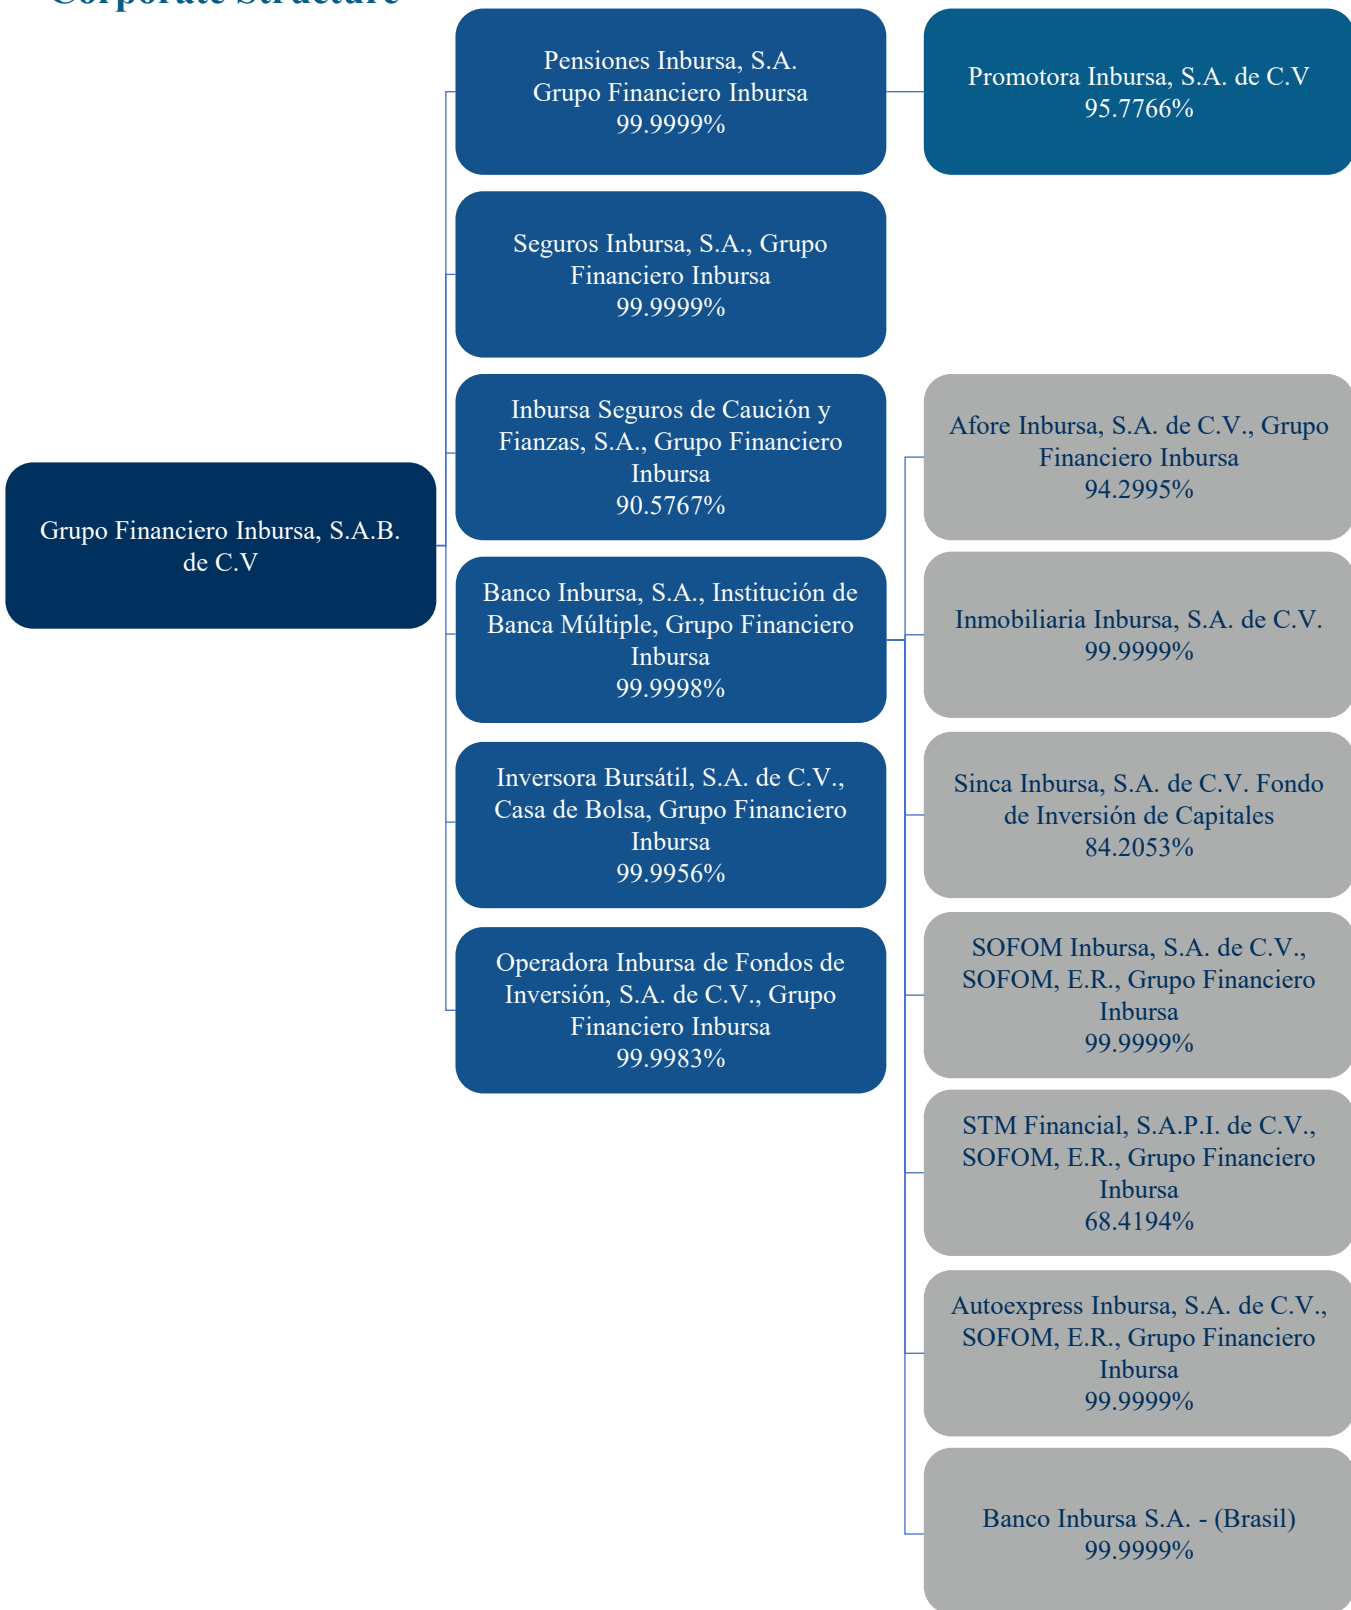 Corporate Structure
Pensiones Inbursa, S.A.
Grupo Financiero Inbursa
99.9999%
Promotora Inbursa, S.A. de C.V
95.7766%
Seguros Inbursa, S.A., Grupo
Financiero Inbursa
99.9999%
Inbursa Seguros de Caución y
Fianzas, S.A., Grupo Financiero
Inbursa
90.5767%
Afore Inbursa, S.A. de C.V., Grupo
Financiero Inbursa
94.2995%
Grupo Financiero Inbursa, S.A.B.
de C.V
Banco Inbursa, S.A., Institución de
Banca Múltiple, Grupo Financiero
Inbursa
99.9998%
Inmobiliaria Inbursa, S.A. de C.V.
99.9999%
Inversora Bursátil, S.A. de C.V.,
Casa de Bolsa, Grupo Financiero
Inbursa
99.9956%
Sinca Inbursa, S.A. de C.V. Fondo
de Inversión de Capitales
84.2053%
Operadora Inbursa de Fondos de
Inversión, S.A. de C.V., Grupo
Financiero Inbursa
99.9983%
SOFOM Inbursa, S.A. de C.V.,
SOFOM, E.R., Grupo Financiero
Inbursa
99.9999%
STM Financial, S.A.P.I. de C.V.,
SOFOM, E.R., Grupo Financiero
Inbursa
68.4194%
Autoexpress Inbursa, S.A. de C.V.,
SOFOM, E.R., Grupo Financiero
Inbursa
99.9999%
Banco Inbursa S.A. - (Brasil)
99.9999%